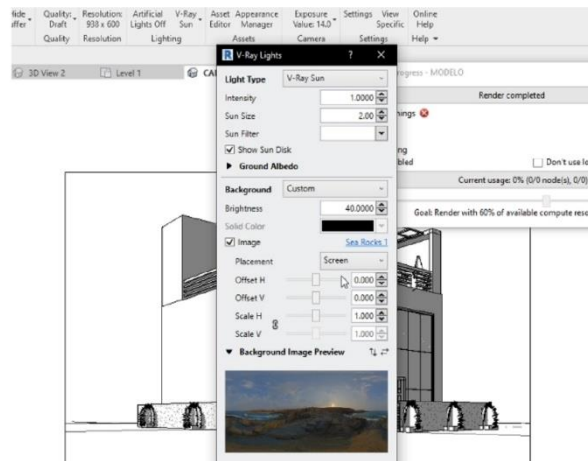 Hide Quality: Resolution: Artificial V-Ray Asset Appearance Exposure Settings View Online
Draft 938 x 600 Lights Off Sun Editor Manager Value: 14.0 Specific Help
Quality Resolution Lighting Assets Camera Settings Help
V-Ray Lights ? X
3D View 2 Level 1 MODELO
Light Type V-Ray Sun
Render completed
Intensity 1.0000
Sun Size 2.00
Sun Filter
Show Sun Disk
Ground Albedo
Don't use
Current usage: 0% (0/0 node(s), 0/0)
Background Custom
Brightness 40.0000
Goal: Render with 60% of available compute
Solid Color
Image Sea Rocks 1
Placement Screen
Offset H 0.000
Offset V 0.000
Scale H 1.000
Scale V 1.000
Background Image Preview